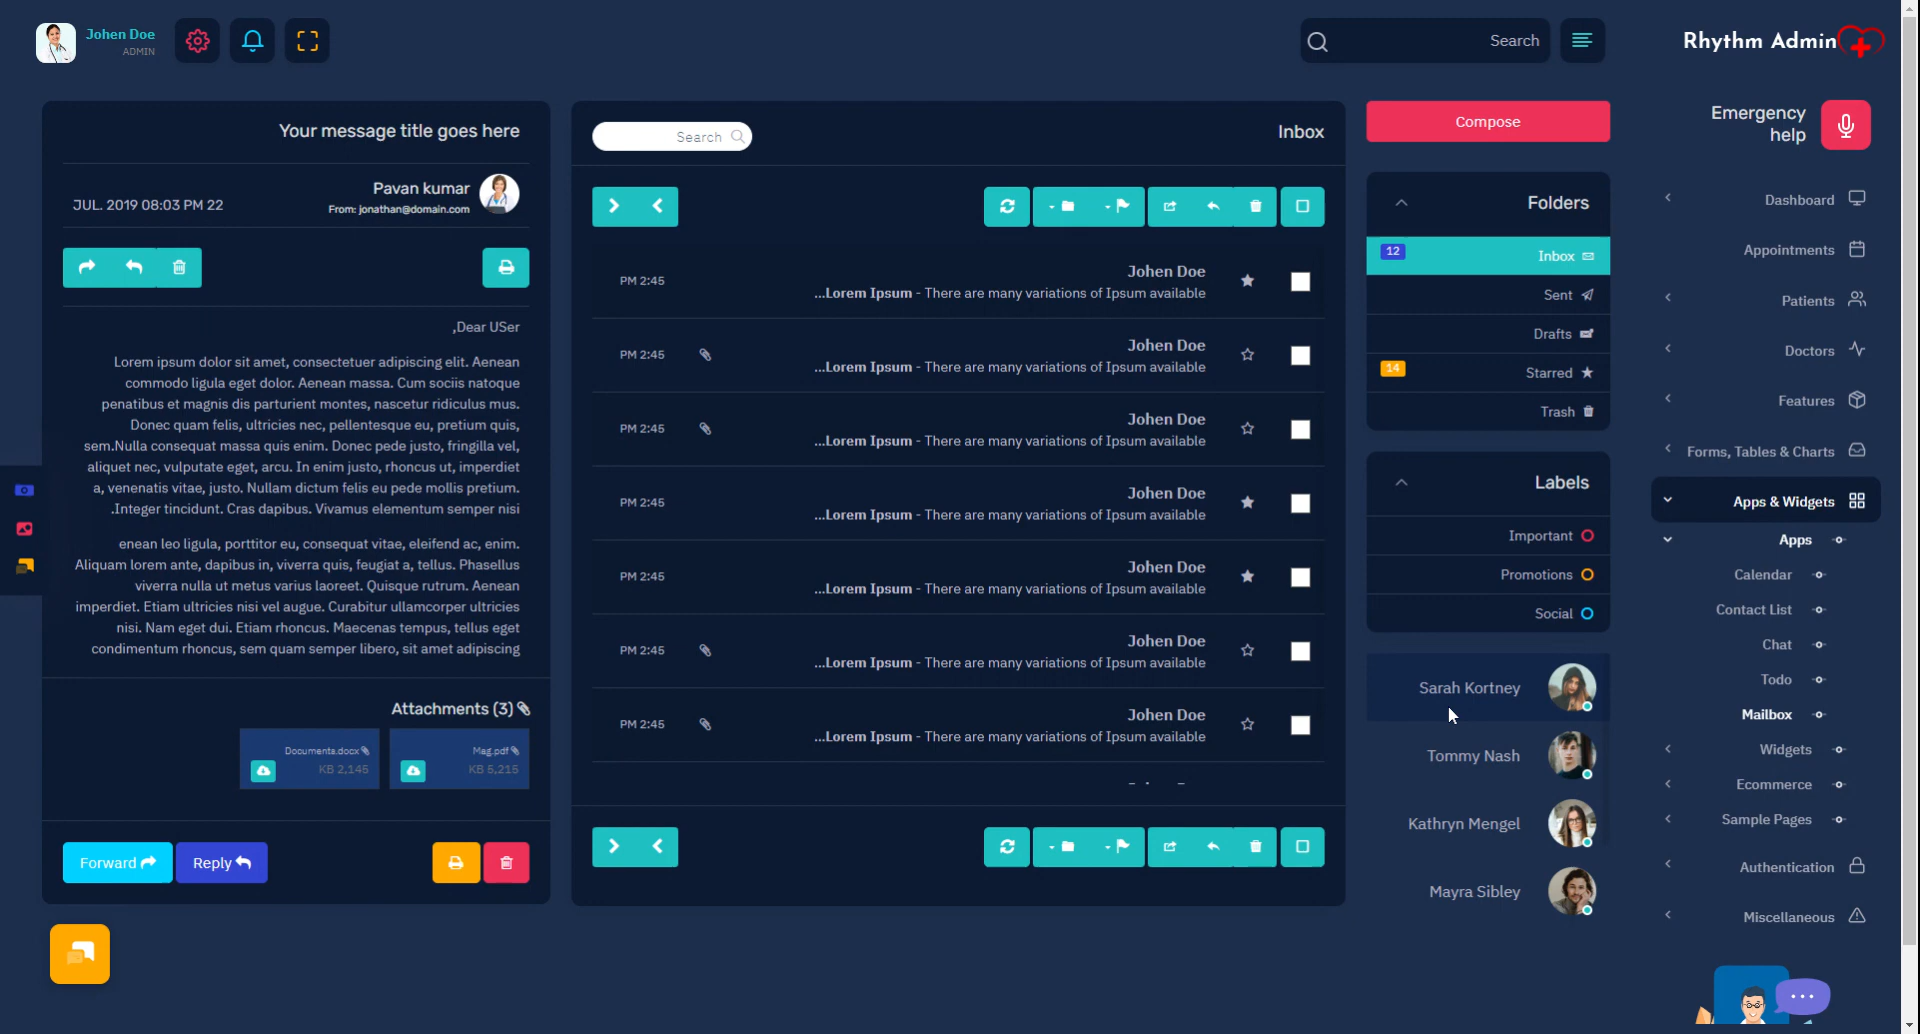 Johen Doe
ADMIN
Search
Rhythm Admin
Your message title goes here
Pavan kumar
From: jonathan@domain.com
JUL. 2019 08:03 PM 22
,Dear USer
Lorem ipsum dolor sit amet, consectetuer adipiscing elit. Aenean
commodo ligula eget dolor. Aenean massa. Cum sociis natoque
penatibus et magnis dis parturient montes, nascetur ridiculus mus.
Donec quam felis, ultricies nec, pellentesque eu, pretium quis,
sem.Nulla consequat massa quis enim. Donec pede justo, fringilla vel,
aliquet nec, vulputate eget, arcu. In enim justo, rhoncus ut, imperdiet
a, venenatis vitae, justo. Nullam dictum felis eu pede mollis pretium.
.Integer tincidunt. Cras dapibus. Vivamus elementum semper nisi
enean leo ligula, porttitor eu, consequat vitae, eleifend ac, enim.
Aliquam lorem ante, dapibus in, viverra quis, feugiat a, tellus. Phasellus
viverra nulla ut metus varius laoreet. Quisque rutrum. Aenean
imperdiet. Etiam ultricies nisi vel augue. Curabitur ullamcorper ultricies
nisi. Nam eget dui. Etiam rhoncus. Maecenas tempus, tellus eget
condimentum rhoncus, sem quam semper libero, sit amet adipiscing
Attachments (3)
Documents.docx
KB 2,145
Mag.pdf
KB 5,215
Forward
Reply
Search
Inbox
Johen Doe
PM 2:45
...Lorem Ipsum - There are many variations of Ipsum available
Johen Doe
PM 2:45
...Lorem Ipsum - There are many variations of Ipsum available
Johen Doe
PM 2:45
...Lorem Ipsum - There are many variations of Ipsum available
Johen Doe
PM 2:45
...Lorem Ipsum - There are many variations of Ipsum available
Johen Doe
PM 2:45
...Lorem Ipsum - There are many variations of Ipsum available
Johen Doe
PM 2:45
...Lorem Ipsum - There are many variations of Ipsum available
Johen Doe
PM 2:45
...Lorem Ipsum - There are many variations of Ipsum available
Compose
Folders
12 Inbox
Sent
Drafts
14 Starred
Trash
Labels
Important
Promotions
Social
Sarah Kortney
Tommy Nash
Kathryn Mengel
Mayra Sibley
Emergency
help
Dashboard
Appointments
Patients
Doctors
Features
Forms, Tables & Charts
Apps & Widgets
Apps
Calendar
Contact List
Chat
Todo
Mailbox
Widgets
Ecommerce
Sample Pages
Authentication
Miscellaneous